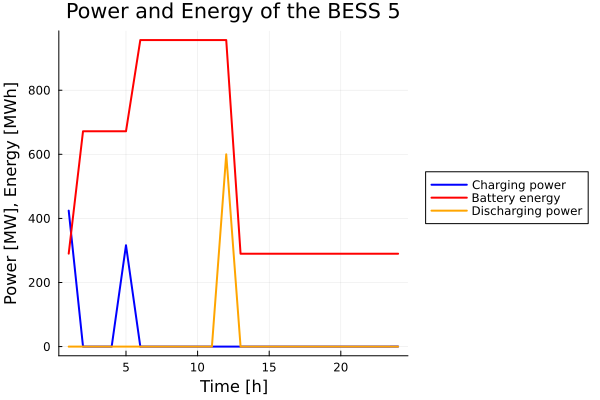 Power and Energy of the BESS 5
Power [MW], Energy [MWh]
800
600
400
200
0
5
10
15
20
Time [h]
Charging power
Battery energy
Discharging power